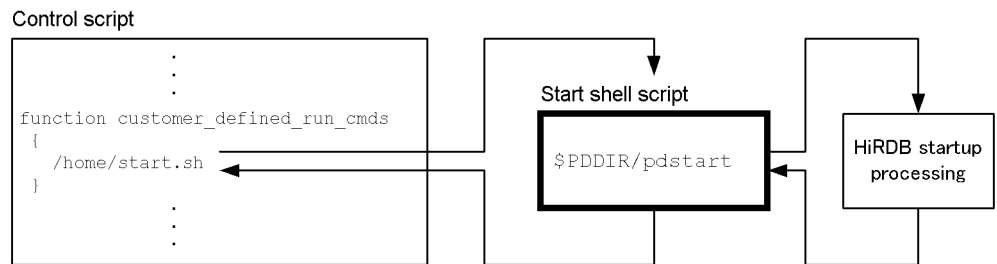 Control script
.
.
.
function customer_defined_run_cmds
{
/home/start.sh
}
.
.
.
Start shell script
$PDDIR/pdstart
HiRDB startup
processing